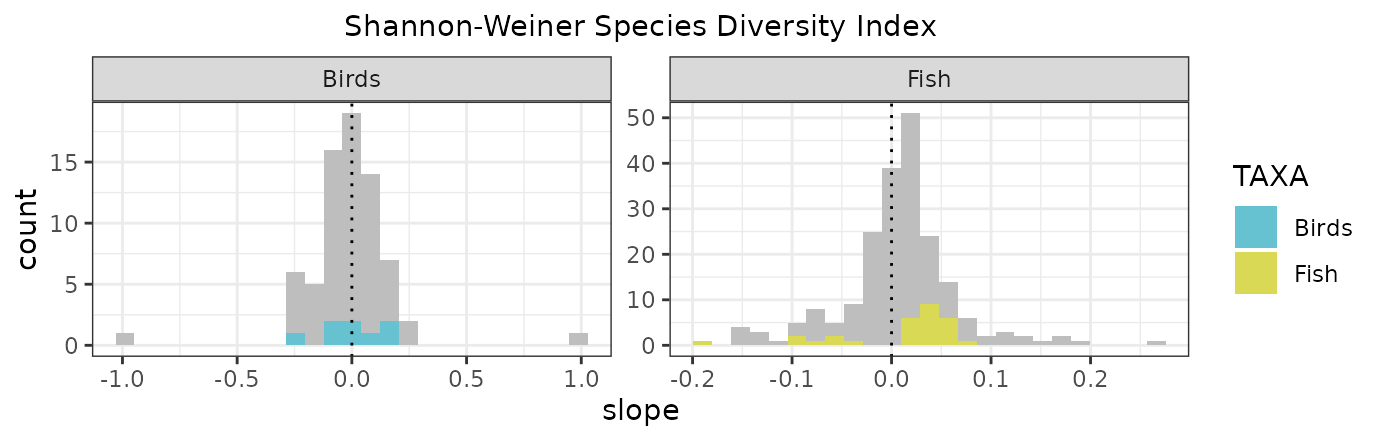 Shannon-Weiner Species Diversity Index
Birds
Fish
count
15
10
5
0
-1.0 -0.5 0.0 0.5 1.0
50
40
30
20
10
0
-0.2 -0.1 0.0 0.1 0.2
slope
TAXA
Birds
Fish